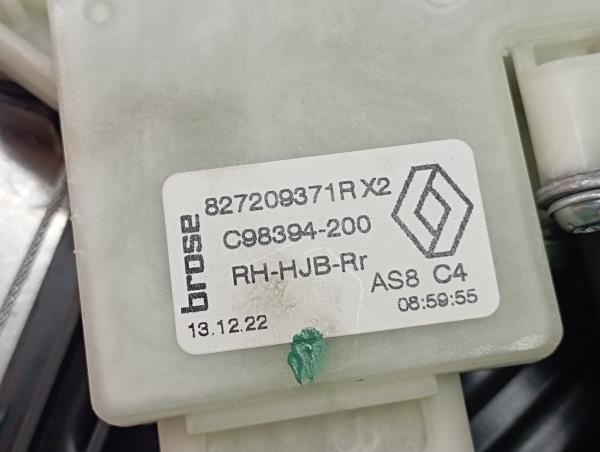 brose
827209371R X2
C98394-200
RH-HJB-Rr
AS8 C4
13.12.22
08:59:55